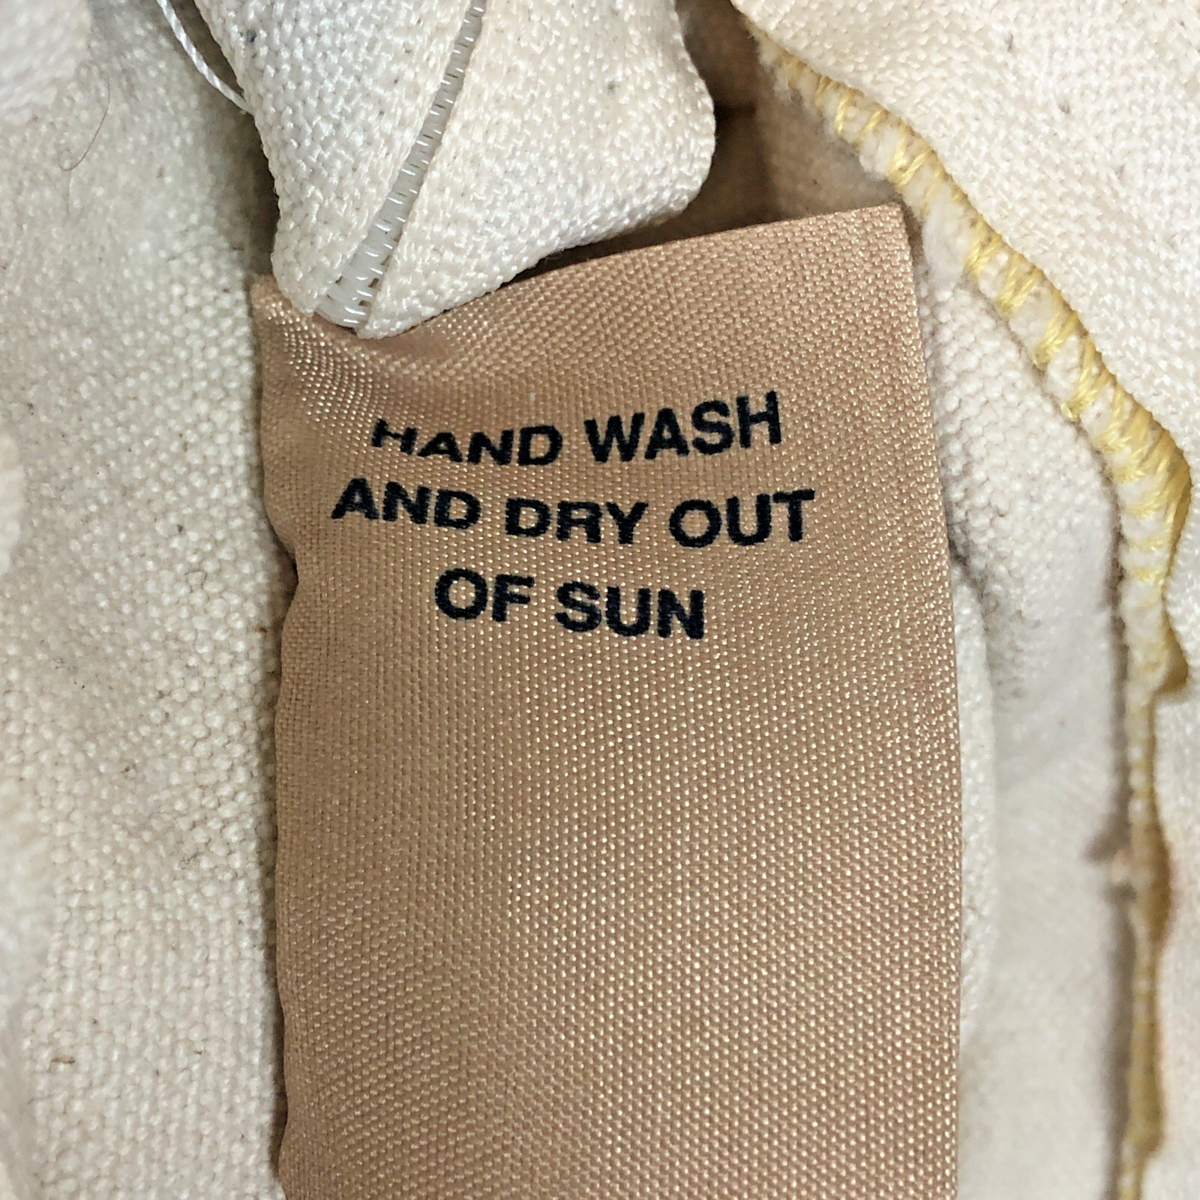 HAND WASH
AND DRY OUT
OF SUN